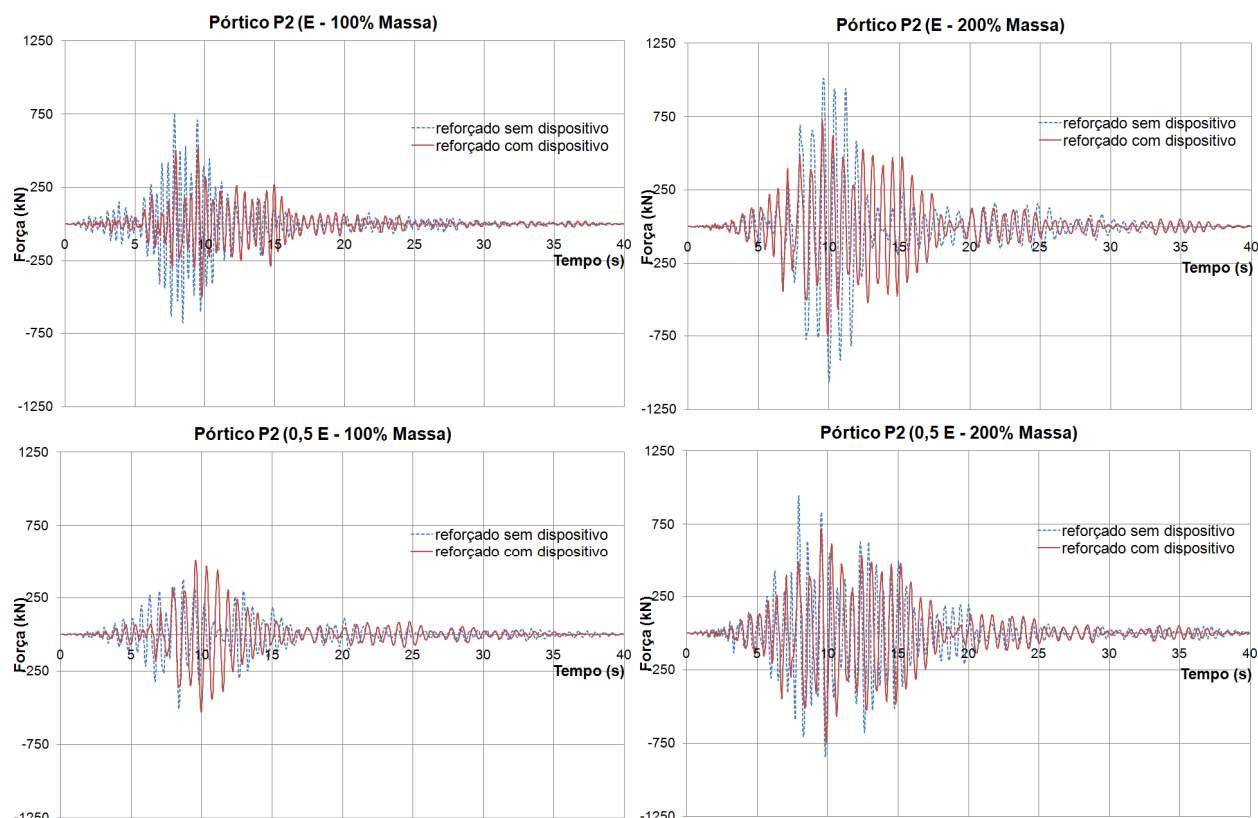 Pórtico P2 (E - 100% Massa)
1250
750
250
-250
-750
-1250
Força (kN)
0 5 10 15 20 25 30 35 40
Tempo (s)
reforçado sem dispositivo
reforçado com dispositivo
Pórtico P2 (E - 200% Massa)
1250
750
250
-250
-750
-1250
Força (kN)
0 5 10 15 20 25 30 35 40
Tempo (s)
reforçado sem dispositivo
reforçado com dispositivo
Pórtico P2 (0,5 E - 100% Massa)
1250
750
250
-250
-750
-1250
Força (kN)
0 5 10 15 20 25 30 35 40
Tempo (s)
reforçado sem dispositivo
reforçado com dispositivo
Pórtico P2 (0,5 E - 200% Massa)
1250
750
250
-250
-750
-1250
Força (kN)
0 5 10 15 20 25 30 35 40
Tempo (s)
reforçado sem dispositivo
reforçado com dispositivo